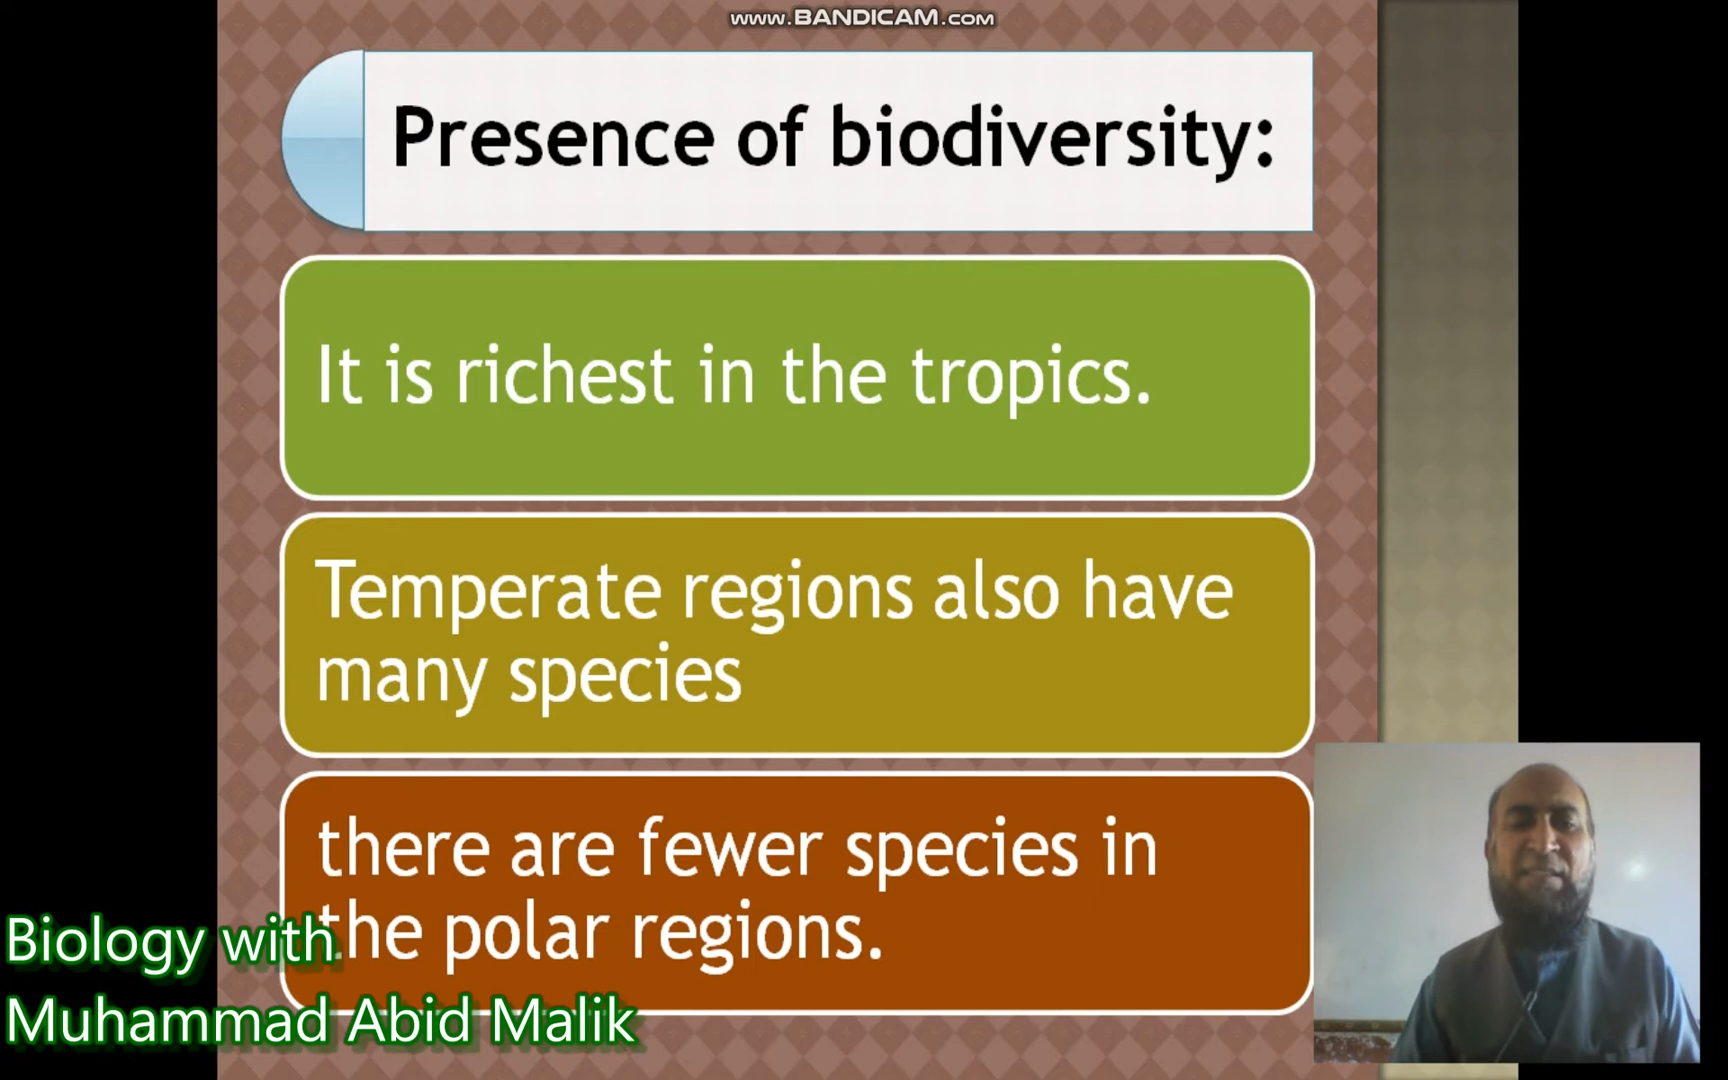 www.BANDICAM.com
Presence of biodiversity:
It is richest in the tropics.
Temperate regions also have
many species
there are fewer species in
the polar regions.
Biology with
Muhammad Abid Malik